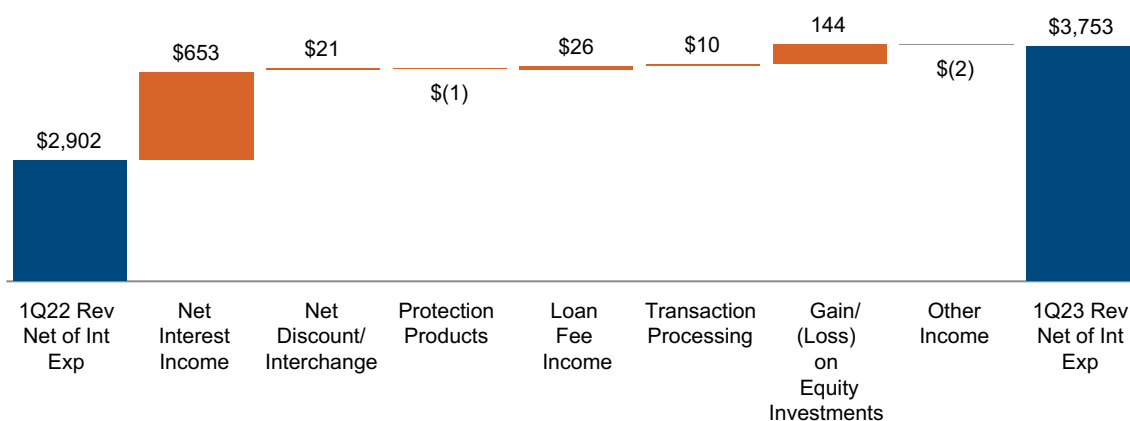 $2,902
$653
$21
$(1)
$26
$10
144
$(2)
$3,753
1Q22 Rev
Net of Int
Exp
Net
Interest
Income
Net
Discount/
Interchange
Protection
Products
Loan
Fee
Income
Transaction
Processing
Gain/
(Loss)
on
Equity
Investments
Other
Income
1Q23 Rev
Net of Int
Exp